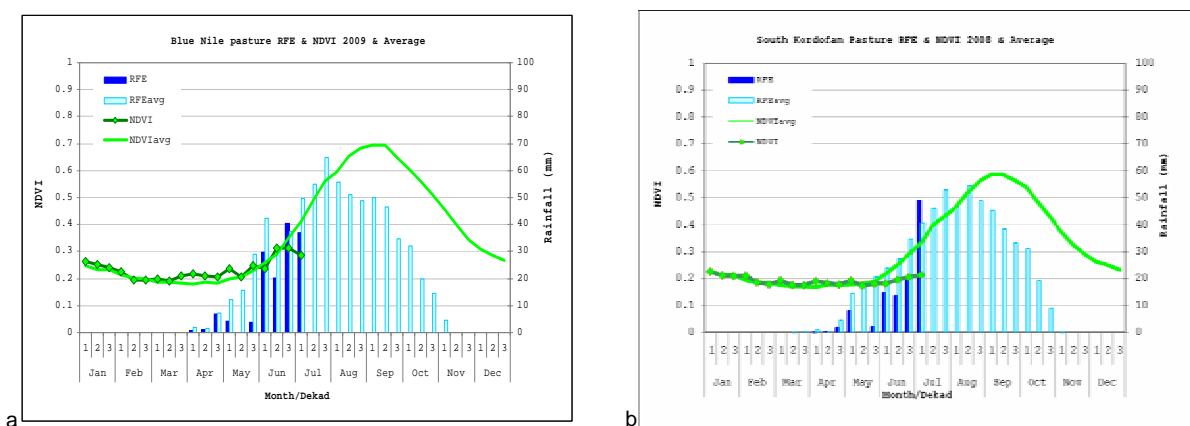 Blue Nile pasture RFE & NDVI 2009 & Average
1 100
0.9 90
0.8 80
0.7 70
0.6 60
0.5 50
0.4 40
0.3 30
0.2 20
0.1 10
0 0
RFE
RFEavg
NDVI
NDVIavg
NDVI
Rainfall (mm)
1 2 3 1 2 3 1 2 3 1 2 3 1 2 3 1 2 3 1 2 3 1 2 3 1 2 3 1 2 3 1 2 3 1 2 3
Jan Feb Mar Apr May Jun Jul Aug Sep Oct Nov Dec
Month/Dekad
a
South Kordofam Pasture RFE & NDVI 2008 & Average
1 100
0.9 90
0.8 80
0.7 70
0.6 60
0.5 50
0.4 40
0.3 30
0.2 20
0.1 10
0 0
RFE
RFEavg
NDVIavg
NDVI
NDVI
Rainfall (mm)
1 2 3 1 2 3 1 2 3 1 2 3 1 2 3 1 2 3 1 2 3 1 2 3 1 2 3 1 2 3 1 2 3 1 2 3
Jan Feb Mar Apr May Jun Jul Aug Sep Oct Nov Dec
Month/Dekad
b